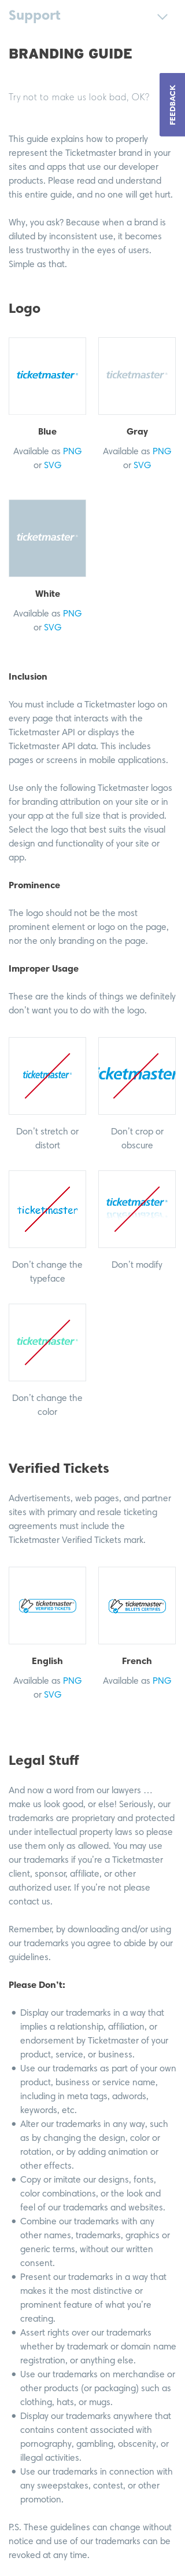 Support
BRANDING GUIDE
FEEDBACK
Try not to make us look bad, OK?
This guide explains how to properly
represent the Ticketmaster brand in your
sites and apps that use our developer
products. Please read and understand
this entire guide, and no one will get hurt.
Why, you ask? Because when a brand is
diluted by inconsistent use, it becomes
less trustworthy in the eyes of users.
Simple as that.
Logo
ticketmaster®
ticketmaster®
Blue
Gray
Available as PNG
or SVG
Available as PNG
or SVG
ticketmaster®
White
Available as PNG
or SVG
Inclusion
You must include a Ticketmaster logo on
every page that interacts with the
Ticketmaster API or displays the
Ticketmaster API data. This includes
pages or screens in mobile applications.
Use only the following Ticketmaster logos
for branding attribution on your site or in
your app at the full size that is provided.
Select the logo that best suits the visual
design and functionality of your site or
app.
Prominence
The logo should not be the most
prominent element or logo on the page,
nor the only branding on the page.
Improper Usage
These are the kinds of things we definitely
don't want you to do with the logo.
ticketmaster®
ticketmaster
Don't stretch or
distort
Don't crop or
obscure
ticketmaster
ticketmaster®
Don't change the
typeface
Don't modify
ticketmaster®
Don't change the
color
Verified Tickets
Advertisements, web pages, and partner
sites with primary and resale ticketing
agreements must include the
Ticketmaster Verified Tickets mark.
ticketmaster®
VERIFIED TICKETS
ticketmaster®
BILLETS CERTIFIÉS
English
French
Available as PNG
or SVG
Available as PNG
Legal Stuff
And now a word from our lawyers …
make us look good, or else! Seriously, our
trademarks are proprietary and protected
under intellectual property laws so please
use them only as allowed. You may use
our trademarks if you're a Ticketmaster
client, sponsor, affiliate, or other
authorized user. If you're not please
contact us.
Remember, by downloading and/or using
our trademarks you agree to abide by our
guidelines.
Please Don't:
• Display our trademarks in a way that
implies a relationship, affiliation, or
endorsement by Ticketmaster of your
product, service, or business.
• Use our trademarks as part of your own
product, business or service name,
including in meta tags, adwords,
keywords, etc.
• Alter our trademarks in any way, such
as by changing the design, color or
rotation, or by adding animation or
other effects.
• Copy or imitate our designs, fonts,
color combinations, or the look and
feel of our trademarks and websites.
• Combine our trademarks with any
other names, trademarks, graphics or
generic terms, without our written
consent.
• Present our trademarks in a way that
makes it the most distinctive or
prominent feature of what you're
creating.
• Assert rights over our trademarks
whether by trademark or domain name
registration, or anything else.
• Use our trademarks on merchandise or
other products (or packaging) such as
clothing, hats, or mugs.
• Display our trademarks anywhere that
contains content associated with
pornography, gambling, obscenity, or
illegal activities.
• Use our trademarks in connection with
any sweepstakes, contest, or other
promotion.
P.S. These guidelines can change without
notice and use of our trademarks can be
revoked at any time.